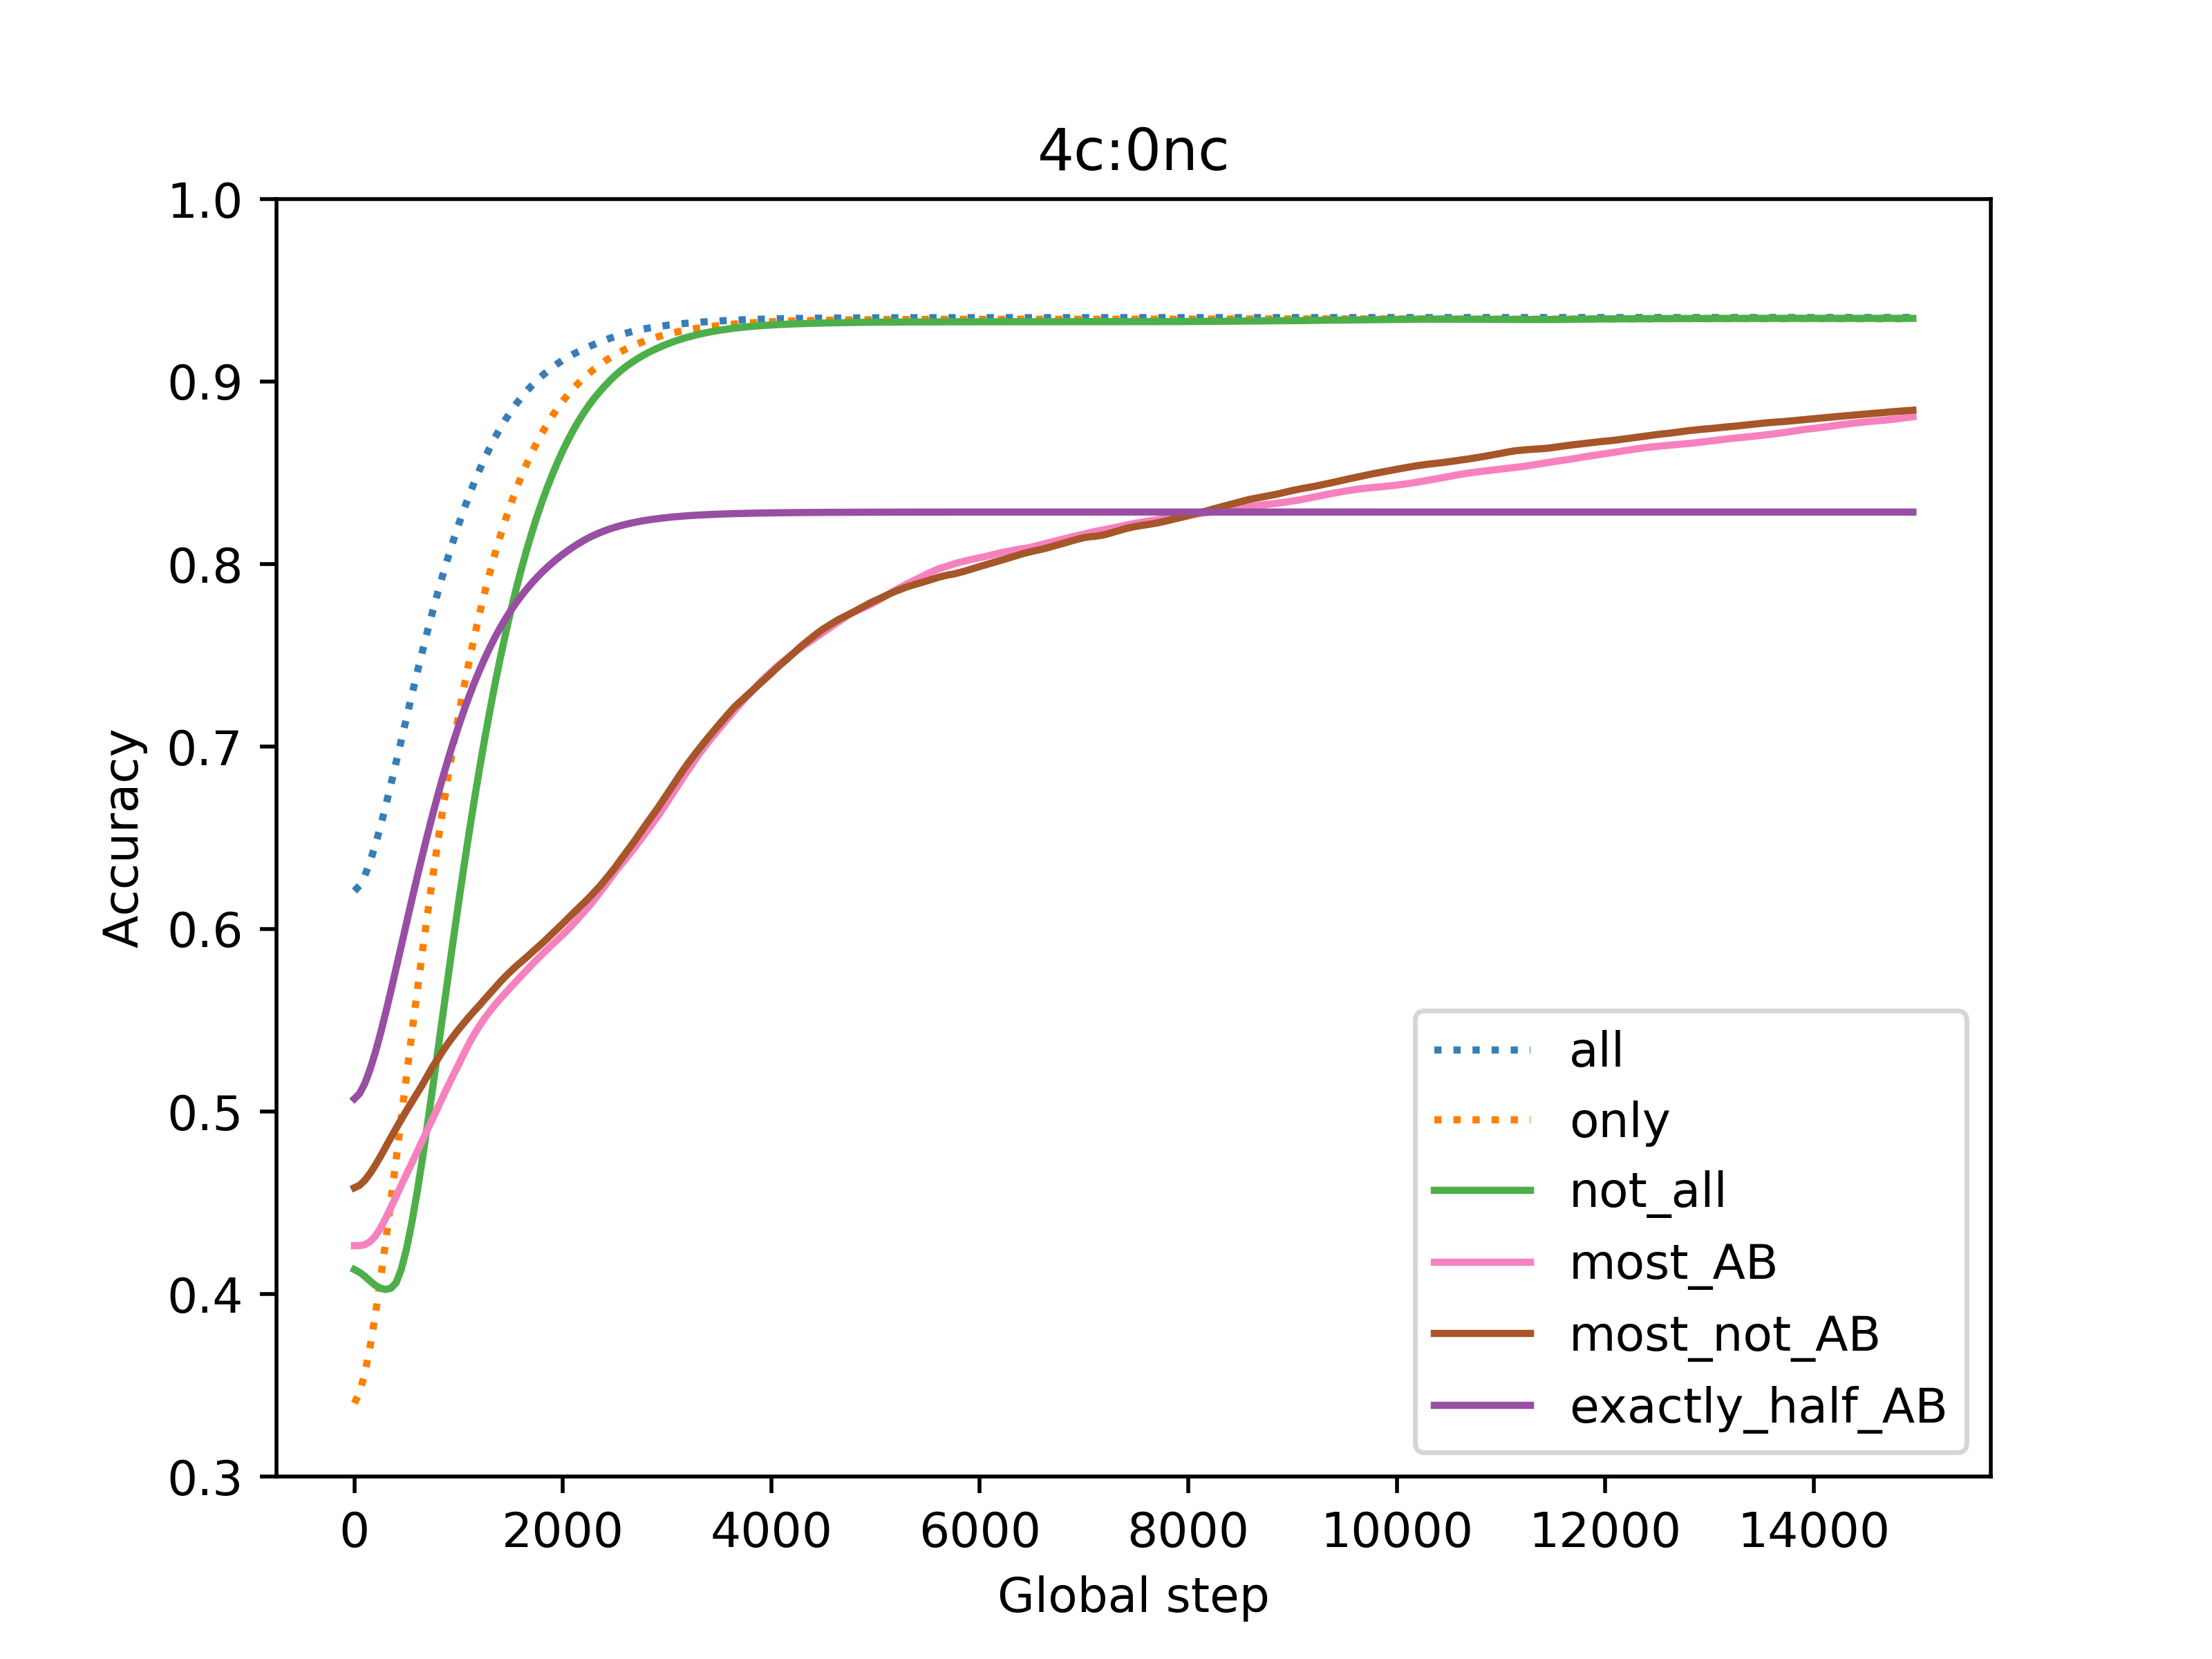 4c:0nc
1.0
0.9
0.8
0.7
0.6
0.5
0.4
0.3
Accuracy
all
only
not_all
most_AB
most_not_AB
exactly_half_AB
0 2000 4000 6000 8000 10000 12000 14000
Global step